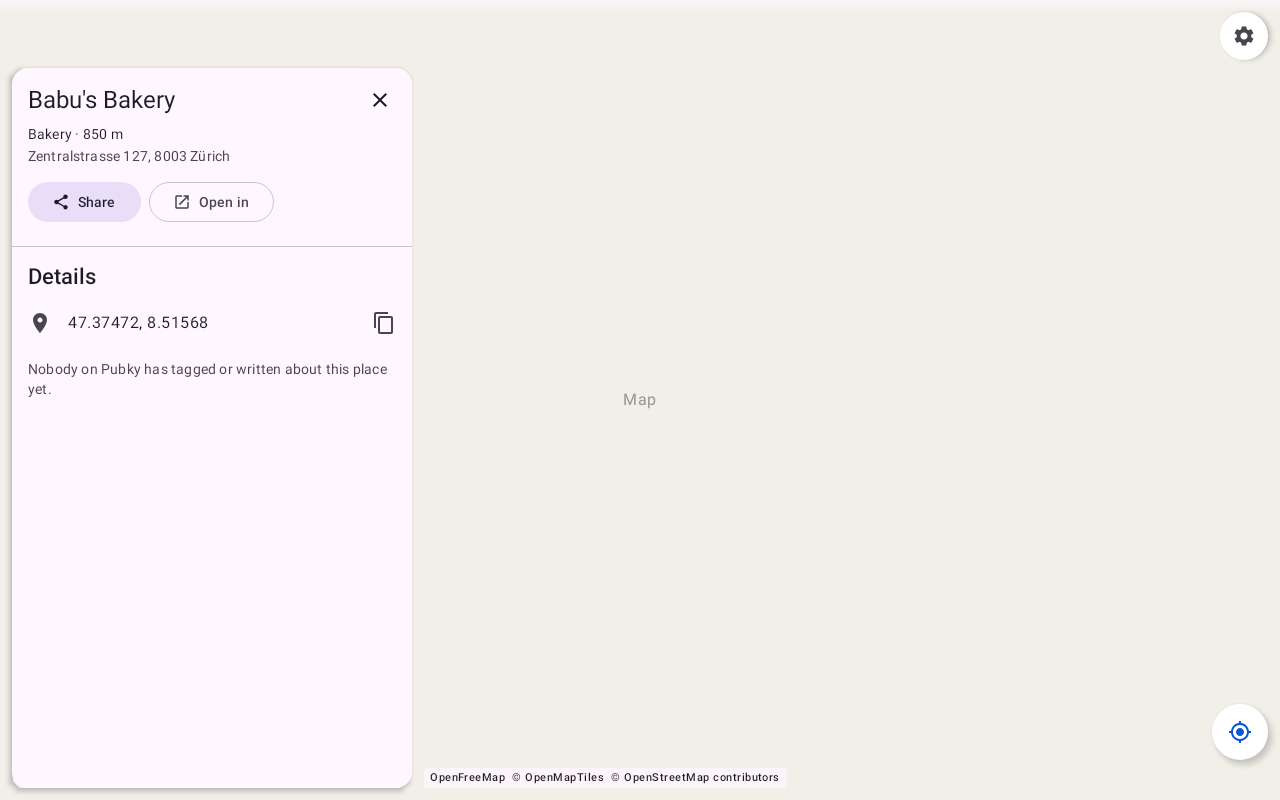 Babu's Bakery
Bakery · 850 m
Zentralstrasse 127, 8003 Zürich
Share
Open in
Details
47.37472, 8.51568
Nobody on Pubky has tagged or written about this place
yet.
Map
OpenFreeMap © OpenMapTiles © OpenStreetMap contributors